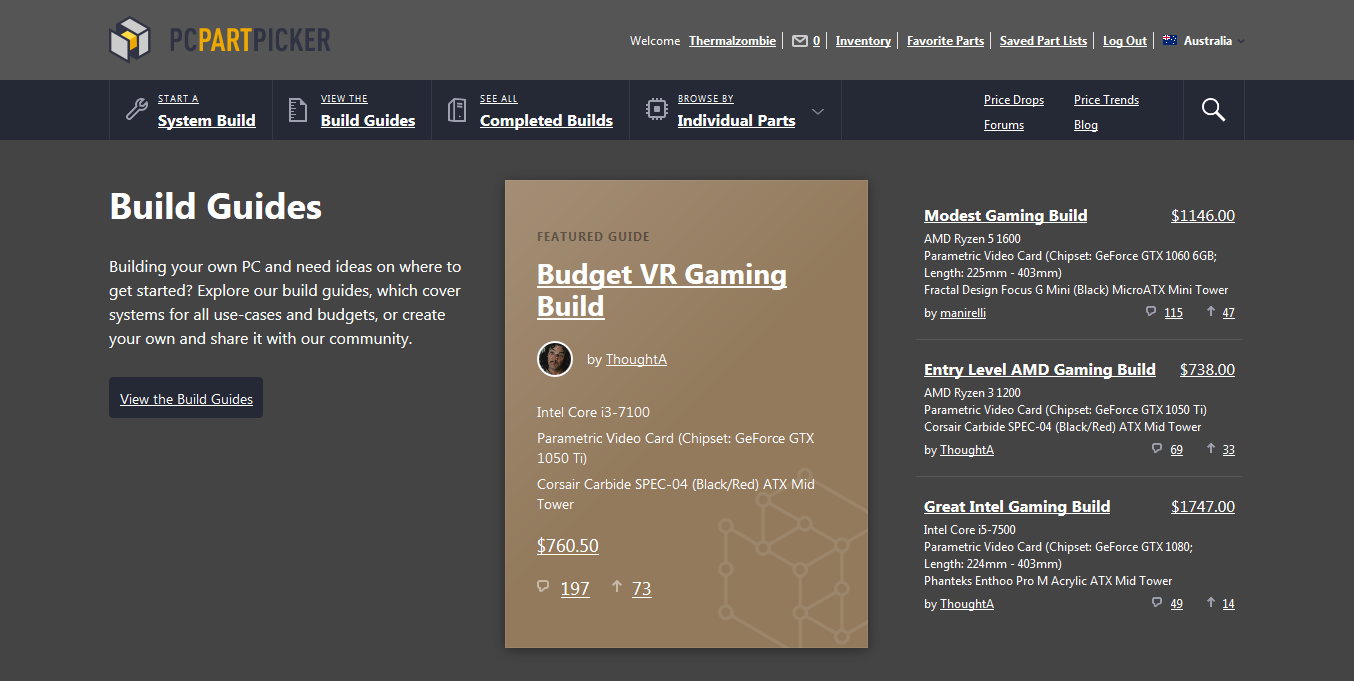 PCPARTPICKER
Welcome Thermalzombie 0 Inventory Favorite Parts Saved Part Lists Log Out Australia
START A
System Build
VIEW THE
Build Guides
SEE ALL
Completed Builds
BROWSE BY
Individual Parts
Price Drops Price Trends
Forums Blog
Build Guides
Building your own PC and need ideas on where to
get started? Explore our build guides, which cover
systems for all use-cases and budgets, or create
your own and share it with our community.
View the Build Guides
FEATURED GUIDE
Budget VR Gaming
Build
by ThoughtA
Intel Core i3-7100
Parametric Video Card (Chipset: GeForce GTX
1050 Ti)
Corsair Carbide SPEC-04 (Black/Red) ATX Mid
Tower
$760.50
197 73
Modest Gaming Build $1146.00
AMD Ryzen 5 1600
Parametric Video Card (Chipset: GeForce GTX 1060 6GB;
Length: 225mm - 403mm)
Fractal Design Focus G Mini (Black) MicroATX Mini Tower
by manirelli 115 47
Entry Level AMD Gaming Build $738.00
AMD Ryzen 3 1200
Parametric Video Card (Chipset: GeForce GTX 1050 Ti)
Corsair Carbide SPEC-04 (Black/Red) ATX Mid Tower
by ThoughtA 69 33
Great Intel Gaming Build $1747.00
Intel Core i5-7500
Parametric Video Card (Chipset: GeForce GTX 1080;
Length: 224mm - 403mm)
Phanteks Enthoo Pro M Acrylic ATX Mid Tower
by ThoughtA 49 14